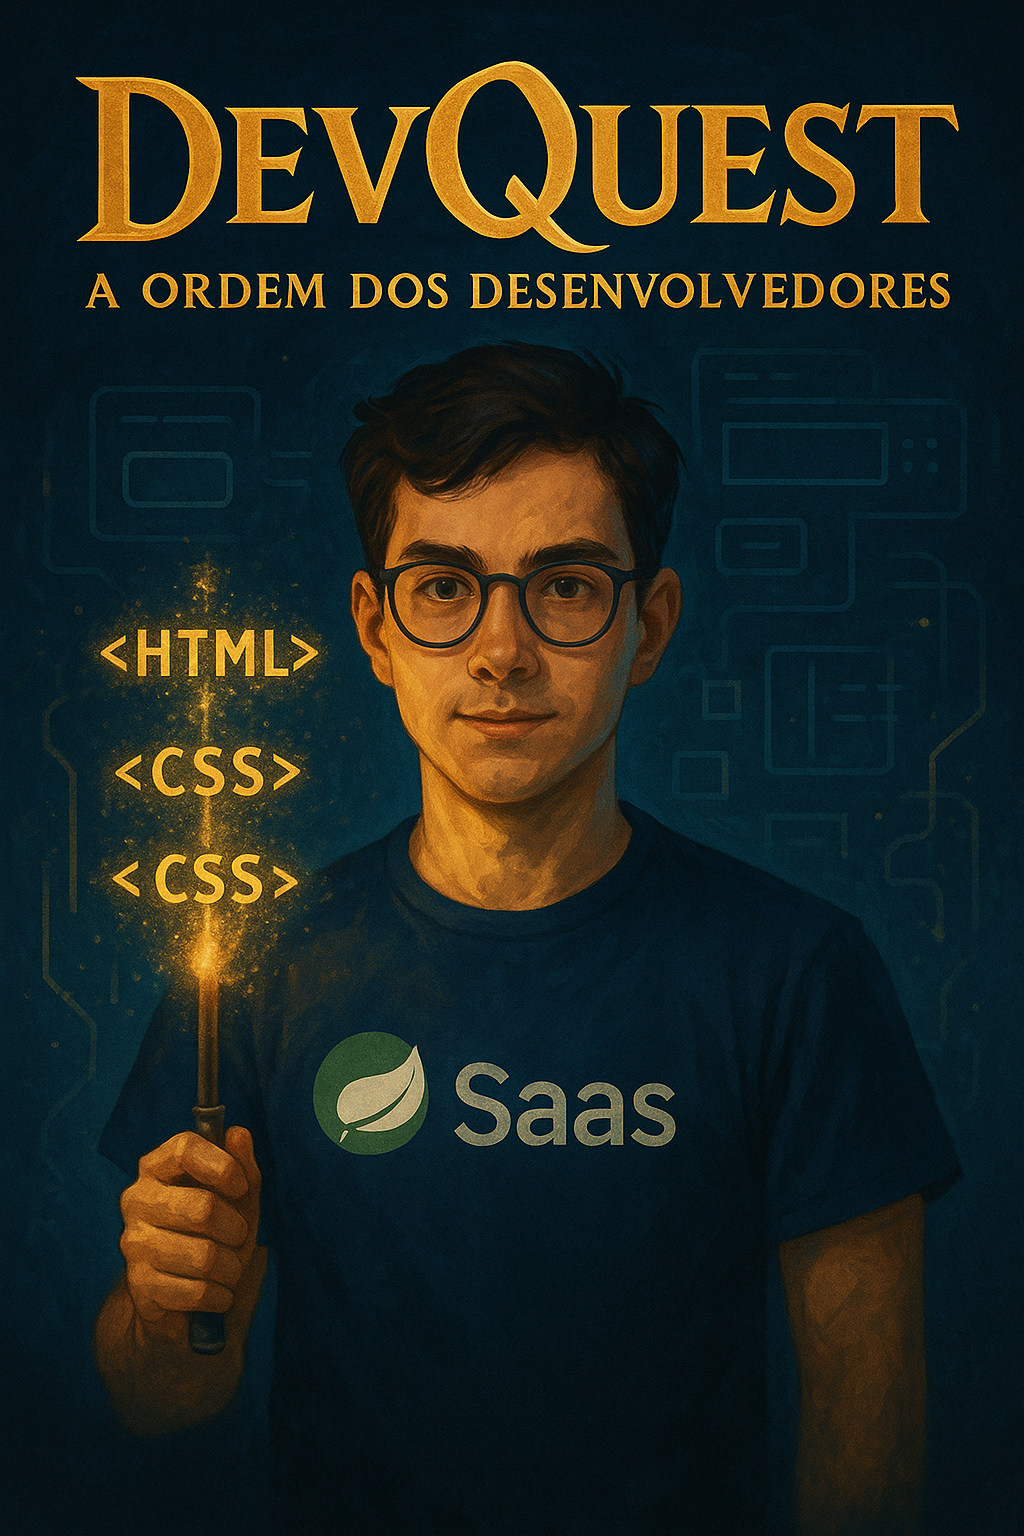 DEVQUEST
A ORDEM DOS DESENVOLVEDORES
<HTML>
<CSS>
<CSS>
Saas